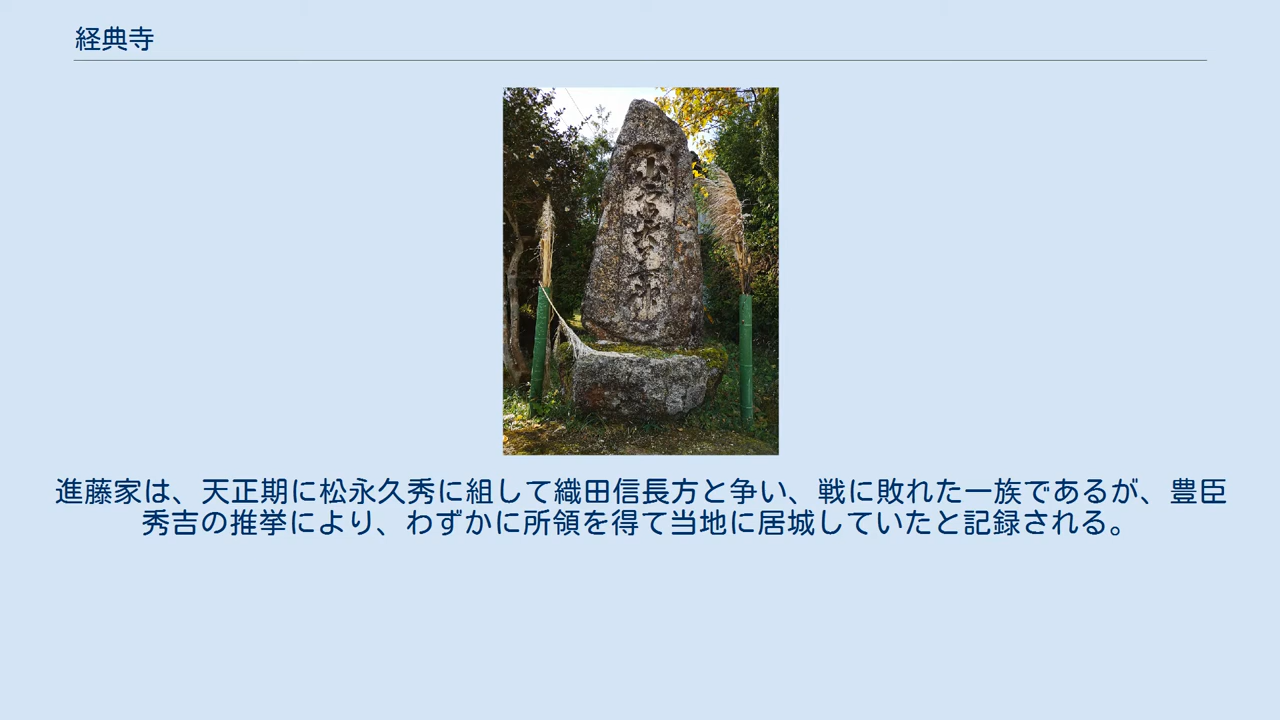 経典寺
進藤家は、天正期に松永久秀に組して織田信長方と争い、戦に敗れた一族であるが、豊臣
秀吉の推挙により、わずかに所領を得て当地に居城していたと記録される。